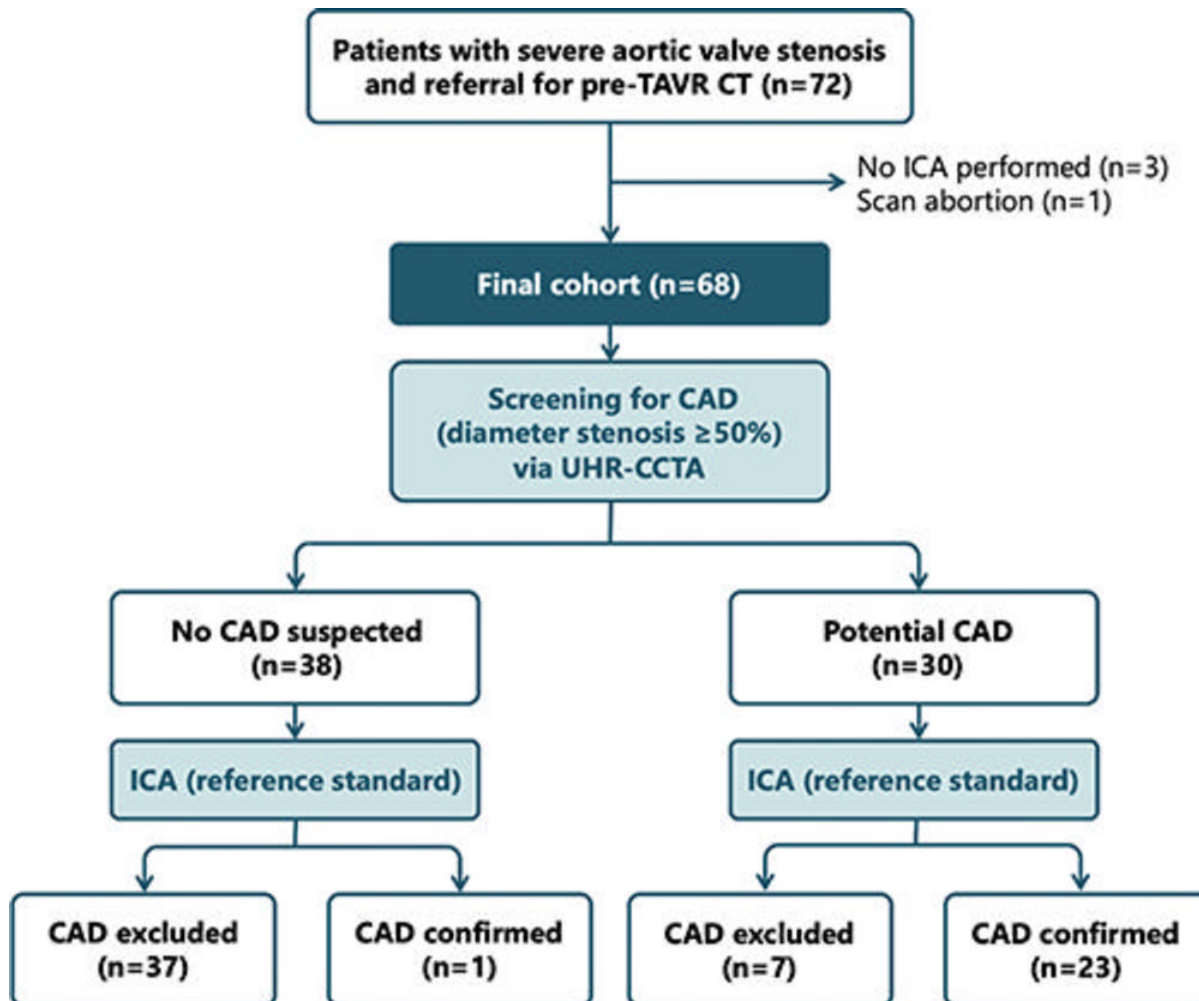 Patients with severe aortic valve stenosis
and referral for pre-TAVR CT (n=72)
No ICA performed (n=3)
Scan abortion (n=1)
Final cohort (n=68)
Screening for CAD
(diameter stenosis ≥50%)
via UHR-CCTA
No CAD suspected
(n=38)
Potential CAD
(n=30)
ICA (reference standard)
ICA (reference standard)
CAD excluded
(n=37)
CAD confirmed
(n=1)
CAD excluded
(n=7)
CAD confirmed
(n=23)